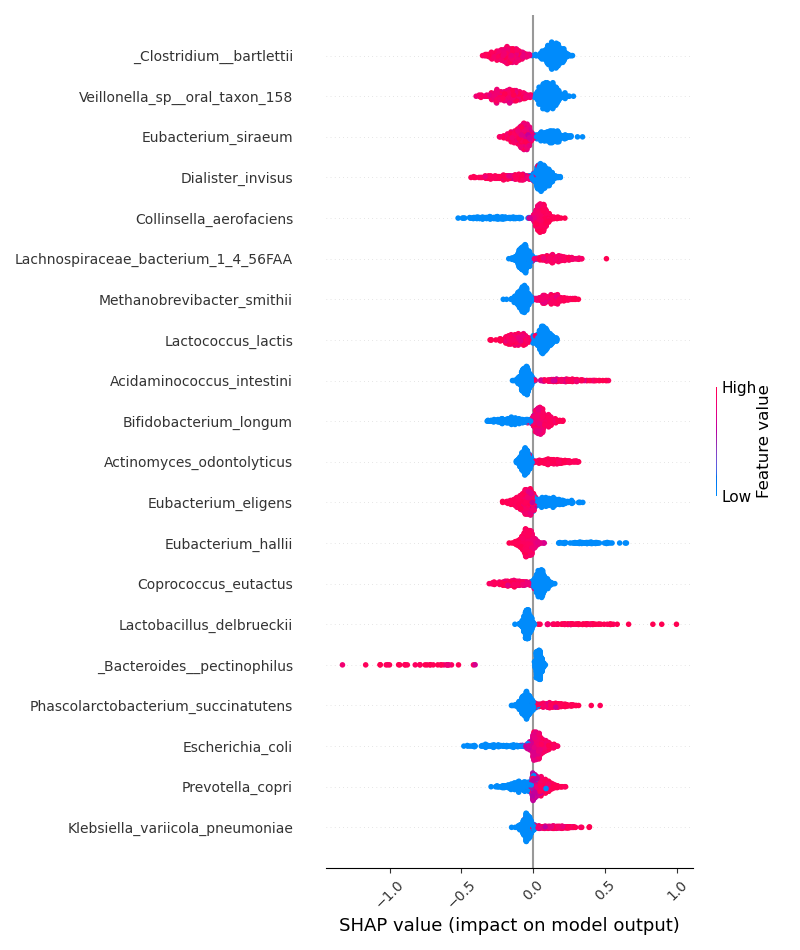 _Clostridium__bartlettii
Veillonella_sp__oral_taxon_158
Eubacterium_siraeum
Dialister_invisus
Collinsella_aerofaciens
Lachnospiraceae_bacterium_1_4_56FAA
Methanobrevibacter_smithii
Lactococcus_lactis
Acidaminococcus_intestini
Bifidobacterium_longum
Actinomyces_odontolyticus
Eubacterium_eligens
Eubacterium_hallii
Coprococcus_eutactus
Lactobacillus_delbrueckii
_Bacteroides__pectinophilus
Phascolarctobacterium_succinatutens
Escherichia_coli
Prevotella_copri
Klebsiella_variicola_pneumoniae
−1.0
−0.5
0.0
0.5
1.0
SHAP value (impact on model output)
High
Low
Feature value